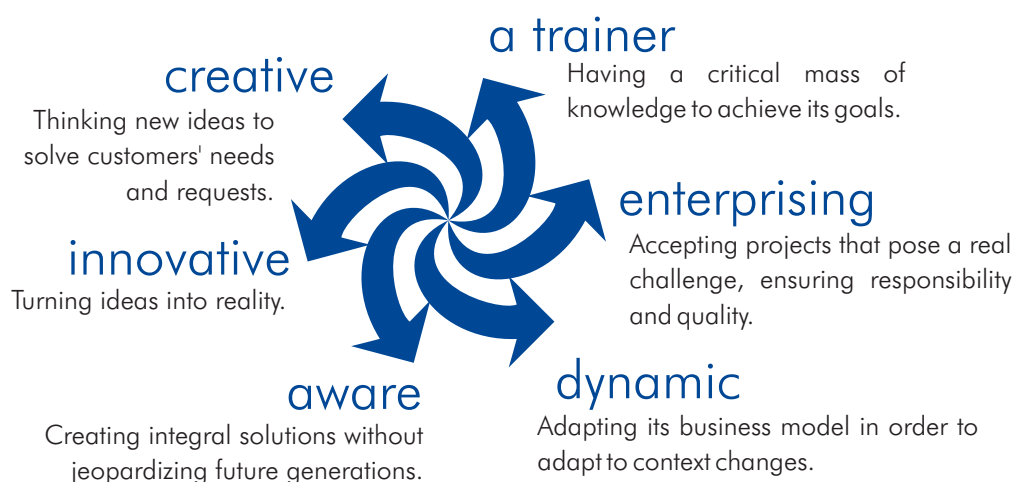 a trainer
Having a critical mass of
knowledge to achieve its goals.
creative
Thinking new ideas to
solve customers' needs
and requests.
enterprising
Accepting projects that pose a real
challenge, ensuring responsibility
and quality.
innovative
Turning ideas into reality.
dynamic
Adapting its business model in order to
adapt to context changes.
aware
Creating integral solutions without
jeopardizing future generations.